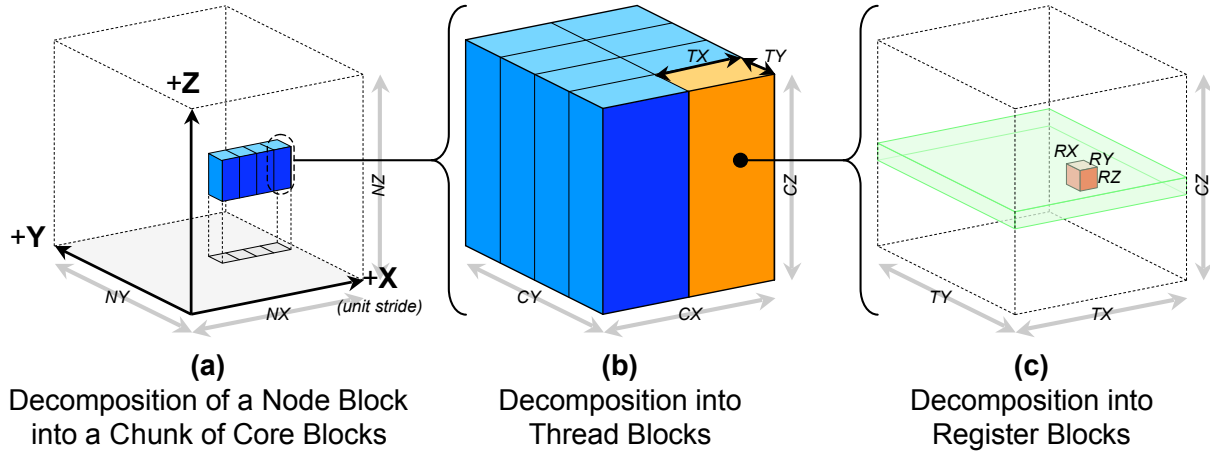 +Z
+Y
+X
(unit stride)
NY
NX
NZ
TX
TY
CZ
CY
CX
RX
RY
RZ
CZ
TY
TX
(a)
Decomposition of a Node Block
into a Chunk of Core Blocks
(b)
Decomposition into
Thread Blocks
(c)
Decomposition into
Register Blocks